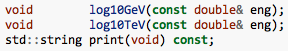 void        log10GeV(const double& eng);
void        log10TeV(const double& eng);
std::string print(void) const;